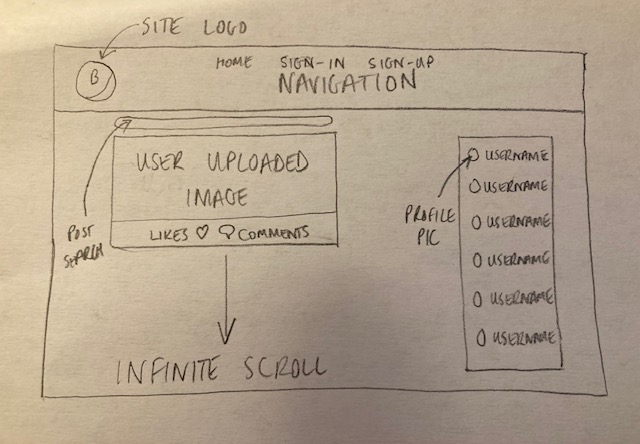 SITE LOGO
B
HOME SIGN-IN SIGN-UP
NAVIGATION
USER UPLOADED
IMAGE
LIKES COMMENTS
POST
SEARCH
INFINITE SCROLL
PROFILE
PIC
USERNAME
USERNAME
USERNAME
USERNAME
USERNAME
USERNAME